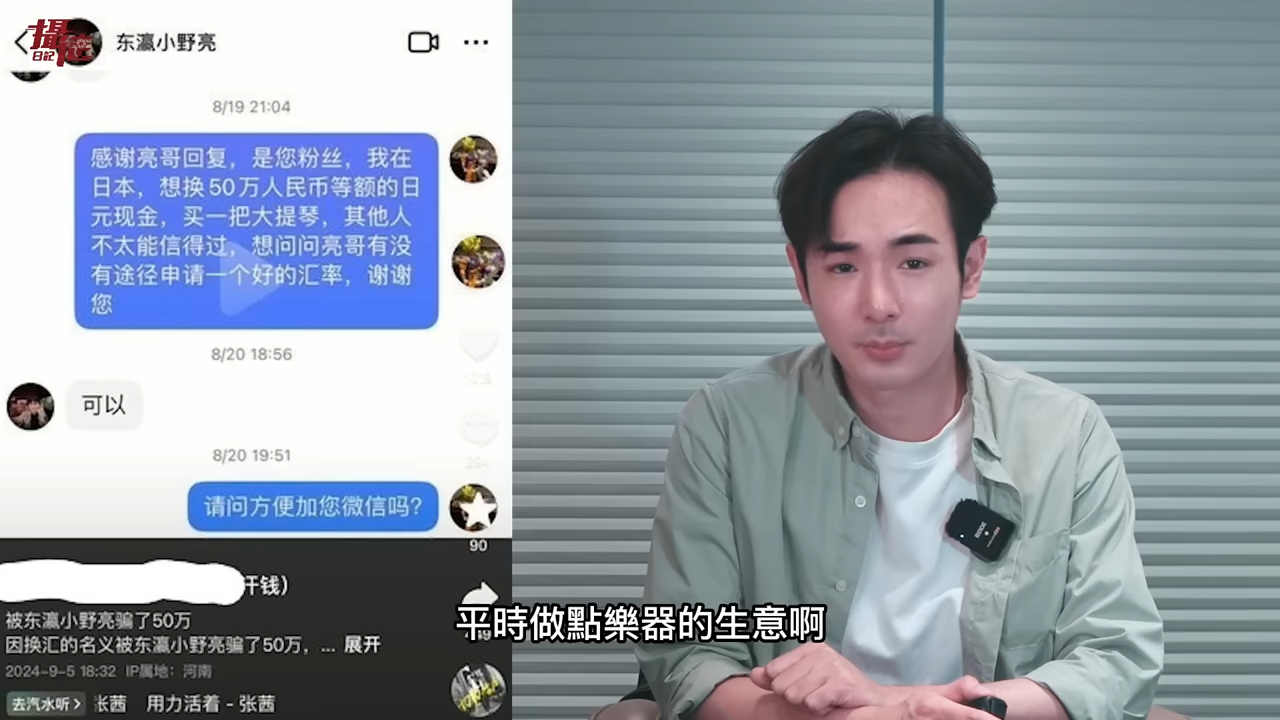 攝徒日記
东瀛小野亮
8/19 21:04
感谢亮哥回复，是您粉丝，我在
日本，想换50万人民币等额的日
元现金，买一把大提琴，其他人
不太能信得过，想问问亮哥有没
有途径申请一个好的汇率，谢谢
您
8/20 18:56
可以
8/20 19:51
请问方便加您微信吗？
90
汗钱）
被东瀛小野亮骗了50万
因换汇的名义被东瀛小野亮骗了50万，... 展开
2024-9-5 18:32 IP属地：河南
去汽水听 > 张茜 用力活着 - 张茜
平時做點樂器的生意啊